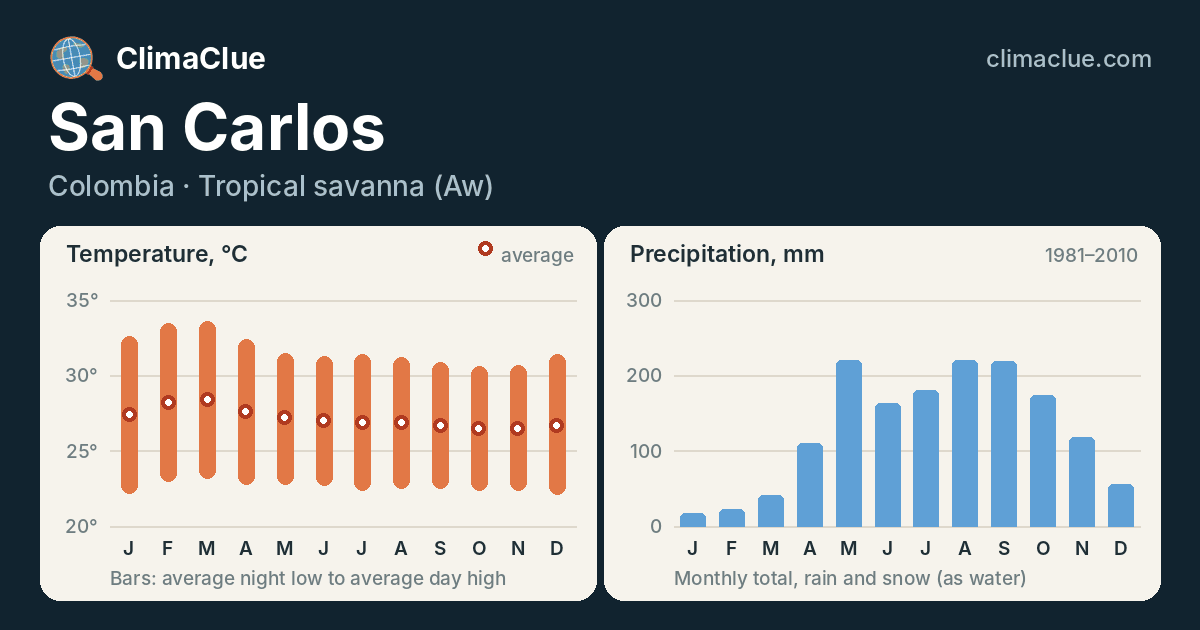 ClimaClue
climaclue.com
San Carlos
Colombia · Tropical savanna (Aw)
Temperature, °C
average
35°
30°
25°
20°
J F M A M J J A S O N D
Bars: average night low to average day high
Precipitation, mm
1981–2010
300
200
100
0
J F M A M J J A S O N D
Monthly total, rain and snow (as water)